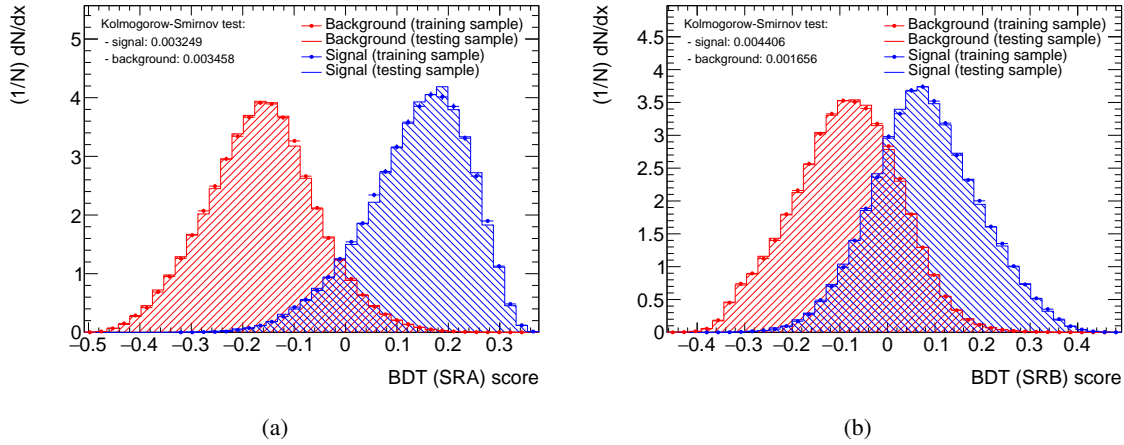 (1/N) dN/dx
Kolmogorow-Smirnov test:
- signal: 0.003249
- background: 0.003458
Background (training sample)
Background (testing sample)
Signal (training sample)
Signal (testing sample)
5
4
3
2
1
0
−0.5 −0.4 −0.3 −0.2 −0.1 0 0.1 0.2 0.3
BDT (SRA) score
(a)
(1/N) dN/dx
Kolmogorow-Smirnov test:
- signal: 0.004406
- background: 0.001656
Background (training sample)
Background (testing sample)
Signal (training sample)
Signal (testing sample)
4.5
4
3.5
3
2.5
2
1.5
1
0.5
0
−0.4 −0.3 −0.2 −0.1 0 0.1 0.2 0.3 0.4
BDT (SRB) score
(b)